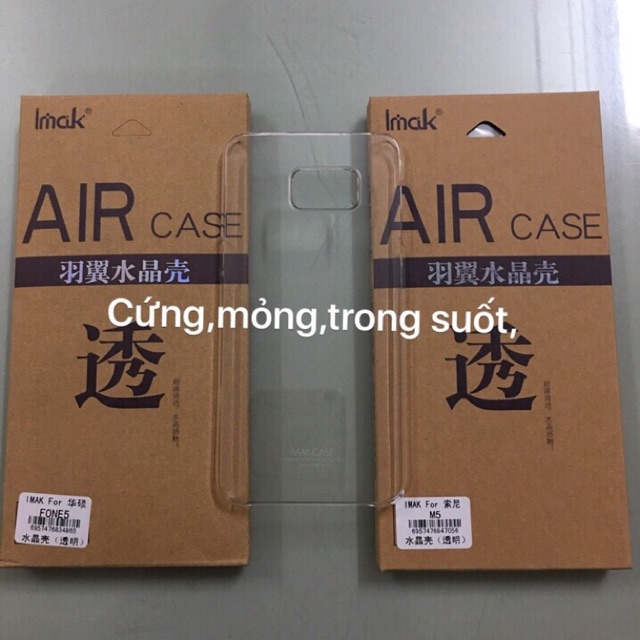 Imak®
AIR CASE
羽翼水晶壳
透
IMAK For 华硕
FONE5
6957476834865
水晶壳（透明）
Cứng,mỏng,trong suốt,
IMAK CASE
Imak®
AIR CASE
羽翼水晶壳
透
IMAK For 索尼
M5
6957476847056
水晶壳（透明）